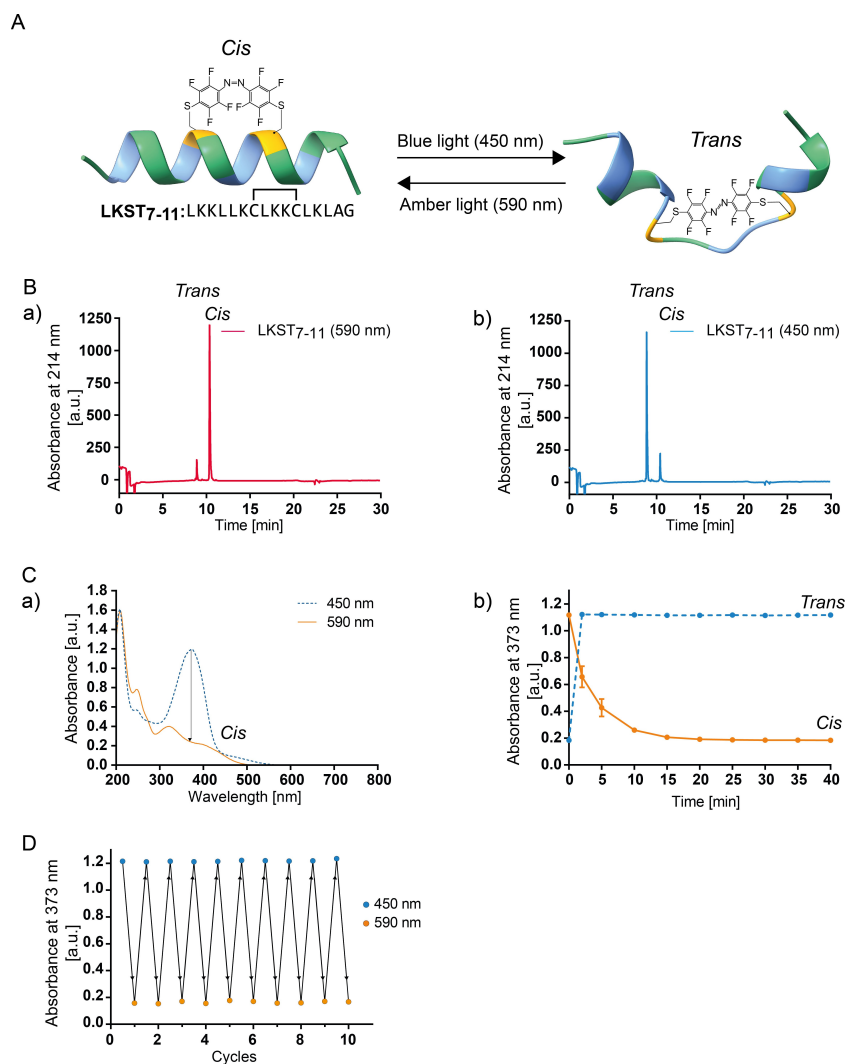 A
Cis
F F F F
N=N
F F F F
S S
Blue light (450 nm)
Amber light (590 nm)
Trans
F F F F
S N=N S
F F F F
LKST7-11:LKKLLKCLKKCLKLAG
B
a)
Trans
Cis
LKST7-11 (590 nm)
Absorbance at 214 nm
[a.u.]
1250
1000
750
500
250
0
0 5 10 15 20 25 30
Time [min]
b)
Trans
Cis
LKST7-11 (450 nm)
Absorbance at 214 nm
[a.u.]
1250
1000
750
500
250
0
0 5 10 15 20 25 30
Time [min]
C
a)
450 nm
590 nm
Absorbance [a.u.]
1.8
1.6
1.4
1.2
1.0
0.8
0.6
0.4
0.2
0.0
Cis
200 300 400 500 600 700 800
Wavelength [nm]
b)
Trans
Cis
Absorbance at 373 nm
[a.u.]
1.2
1.0
0.8
0.6
0.4
0.2
0.0
0 5 10 15 20 25 30 35 40
Time [min]
D
Absorbance at 373 nm
[a.u.]
1.2
1.0
0.8
0.6
0.4
0.2
0.0
450 nm
590 nm
0 2 4 6 8 10
Cycles